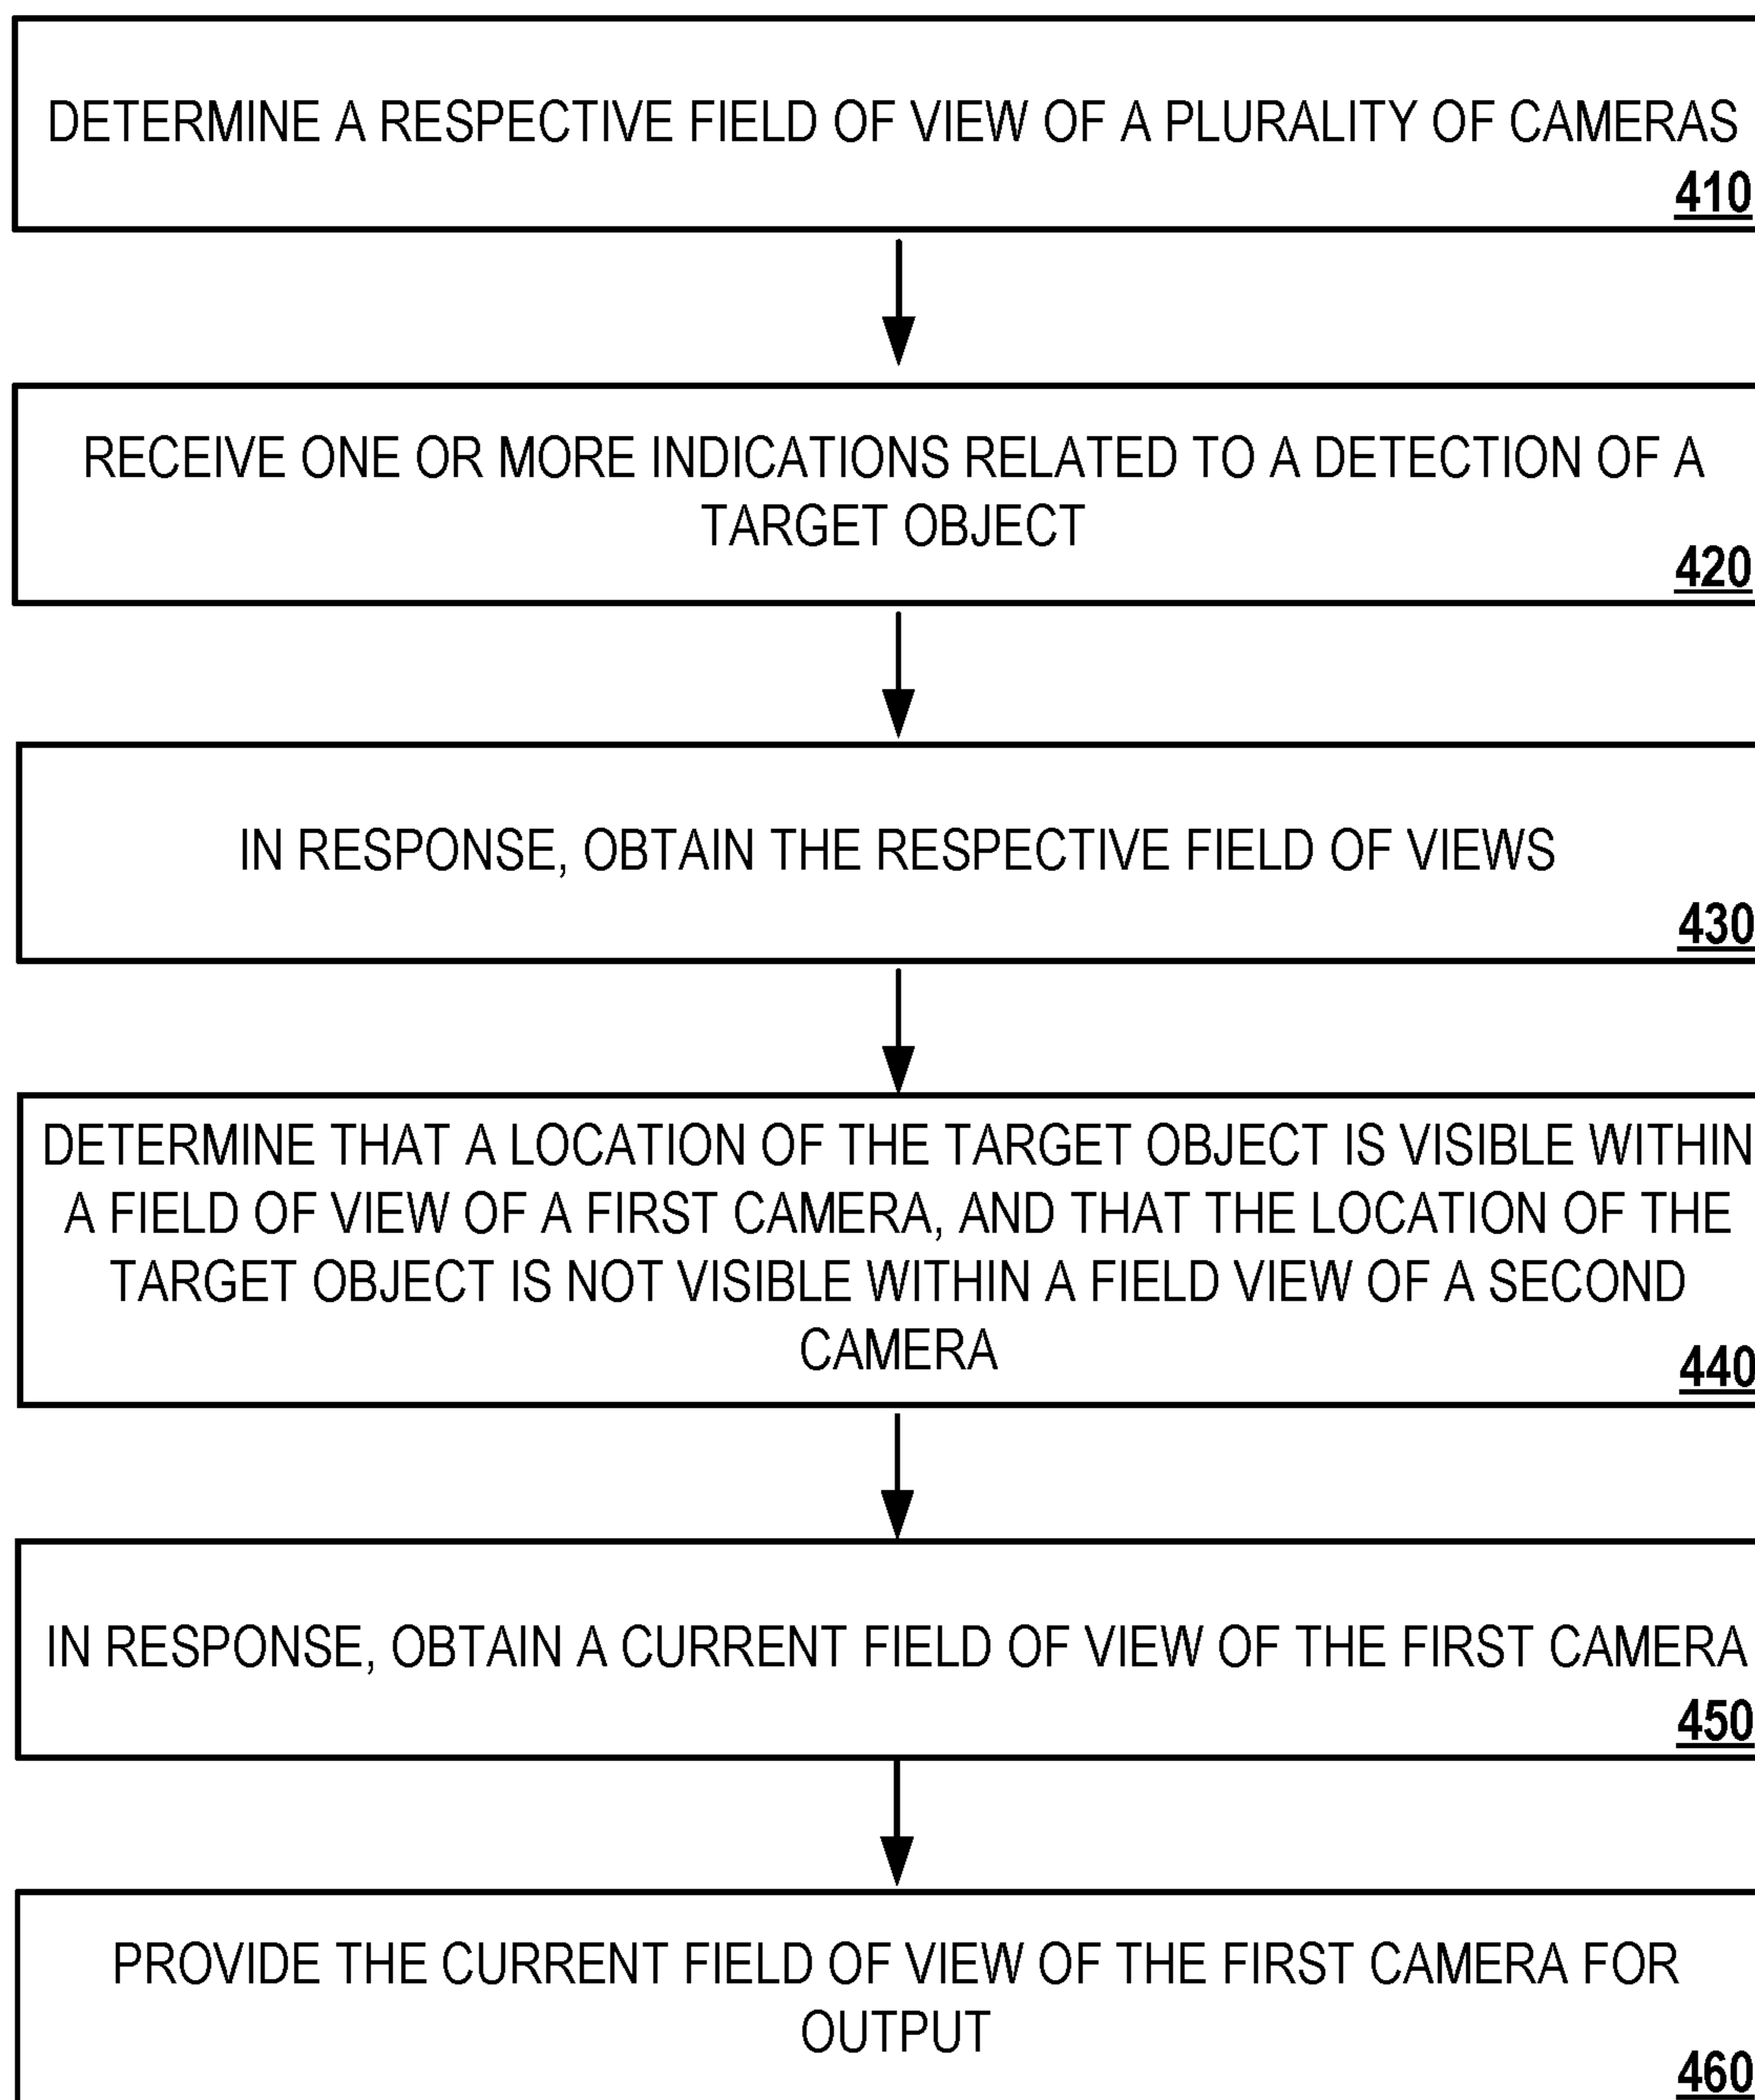 DETERMINE A RESPECTIVE FIELD OF VIEW OF A PLURALITY OF CAMERAS
410
RECEIVE ONE OR MORE INDICATIONS RELATED TO A DETECTION OF A
TARGET OBJECT
420
IN RESPONSE, OBTAIN THE RESPECTIVE FIELD OF VIEWS
430
DETERMINE THAT A LOCATION OF THE TARGET OBJECT IS VISIBLE WITHIN
A FIELD OF VIEW OF A FIRST CAMERA, AND THAT THE LOCATION OF THE
TARGET OBJECT IS NOT VISIBLE WITHIN A FIELD VIEW OF A SECOND
CAMERA
440
IN RESPONSE, OBTAIN A CURRENT FIELD OF VIEW OF THE FIRST CAMERA
450
PROVIDE THE CURRENT FIELD OF VIEW OF THE FIRST CAMERA FOR
OUTPUT
460